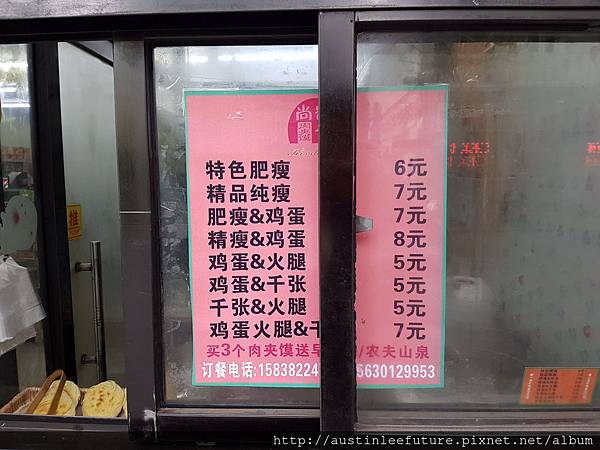 尚
特色肥瘦 6元
精品纯瘦 7元
肥瘦&鸡蛋 7元
精瘦&鸡蛋 8元
鸡蛋&火腿 5元
鸡蛋&千张 5元
千张&火腿 5元
鸡蛋火腿& 7元
买3个肉夹馍送 /农夫山泉
订餐电话:15838224 5630129953
推
http://austinleefuture.pixnet.net/album